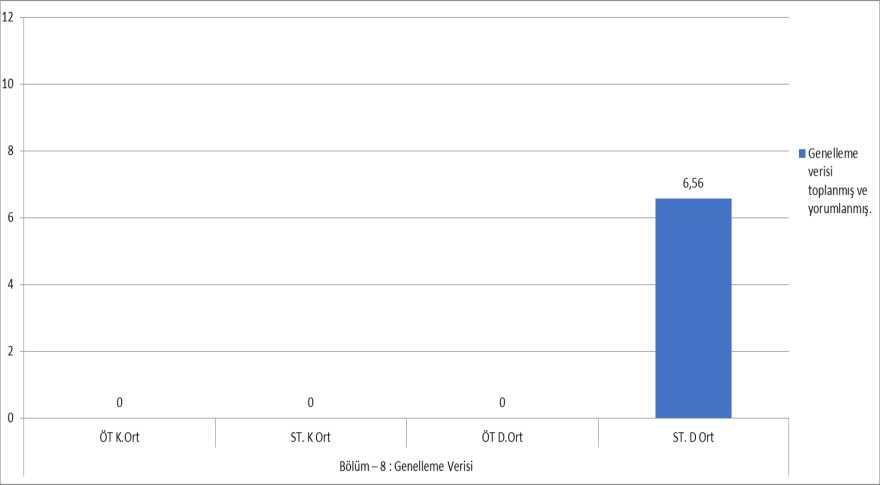 12
10
8
6
4
2
0
0
0
0
6,56
ÖT K.Ort
ST. K Ort
ÖT D.Ort
ST. D Ort
Bölüm – 8 : Genelleme Verisi
Genelleme
verisi
toplanmış ve
yorumlanmış.